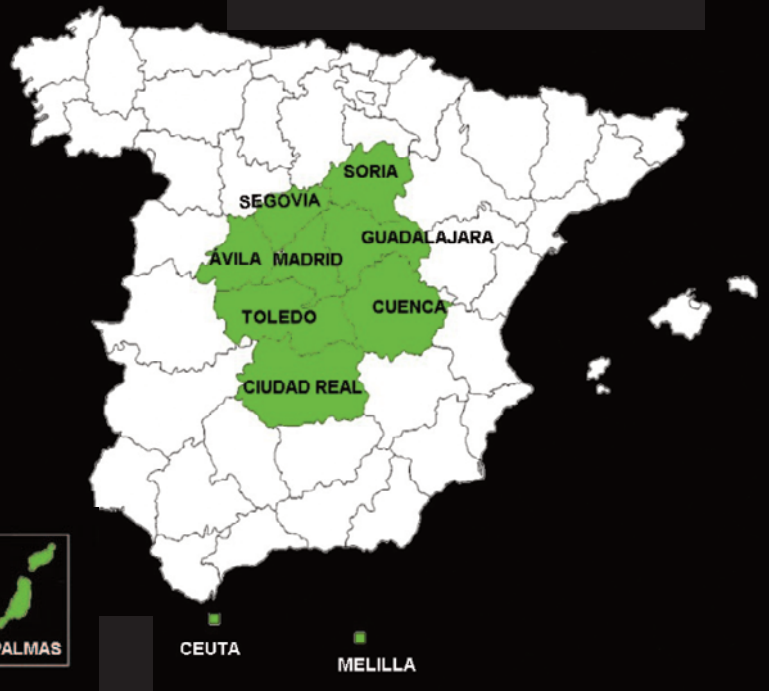 SORIA
SEGOVIA
GUADALAJARA
ÁVILA MADRID
CUENCA
TOLEDO
CIUDAD REAL
PALMAS
CEUTA
MELILLA